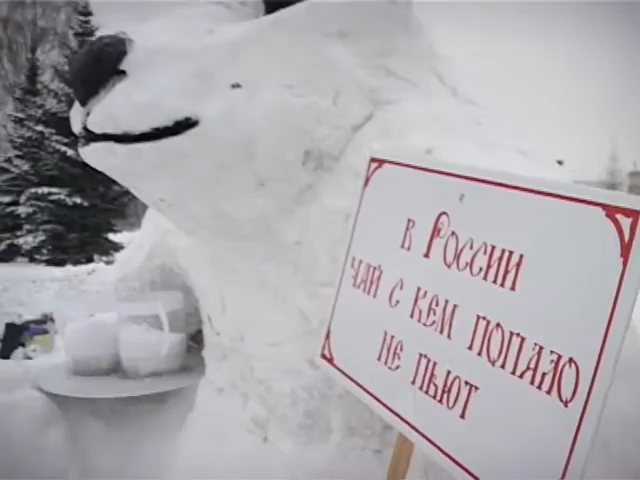 в России
чай с кем попало
не пьют